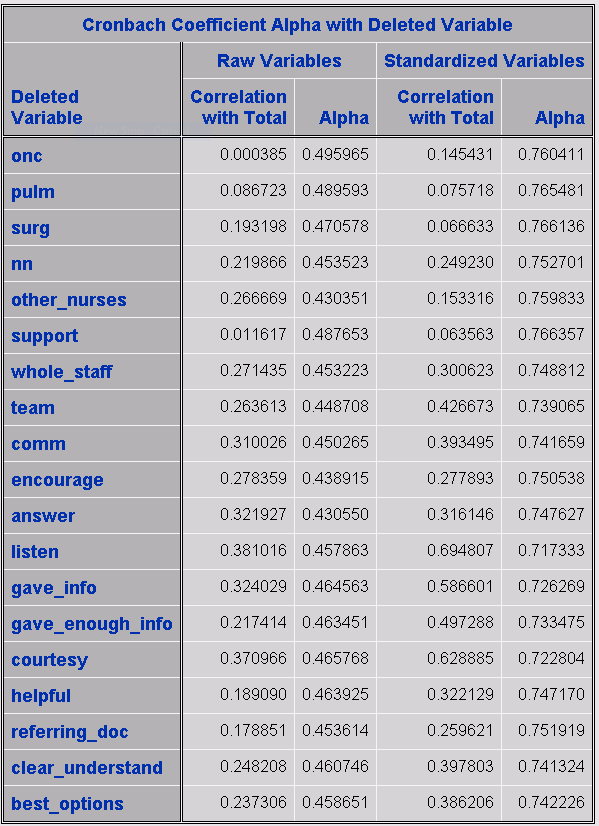 Cronbach Coefficient Alpha with Deleted Variable
Deleted Variable Raw Variables Standardized Variables
Correlation with Total Alpha Correlation with Total Alpha
onc 0.000385 0.495965 0.145431 0.760411
pulm 0.086723 0.489593 0.075718 0.765481
surg 0.193198 0.470578 0.066633 0.766136
nn 0.219866 0.453523 0.249230 0.752701
other_nurses 0.266669 0.430351 0.153316 0.759833
support 0.011617 0.487653 0.063563 0.766357
whole_staff 0.271435 0.453223 0.300623 0.748812
team 0.263613 0.448708 0.426673 0.739065
comm 0.310026 0.450265 0.393495 0.741659
encourage 0.278359 0.438915 0.277893 0.750538
answer 0.321927 0.430550 0.316146 0.747627
listen 0.381016 0.457863 0.694807 0.717333
gave_info 0.324029 0.464563 0.586601 0.726269
gave_enough_info 0.217414 0.463451 0.497288 0.733475
courtesy 0.370966 0.465768 0.628885 0.722804
helpful 0.189090 0.463925 0.322129 0.747170
referring_doc 0.178851 0.453614 0.259621 0.751919
clear_understand 0.248208 0.460746 0.397803 0.741324
best_options 0.237306 0.458651 0.386206 0.742226